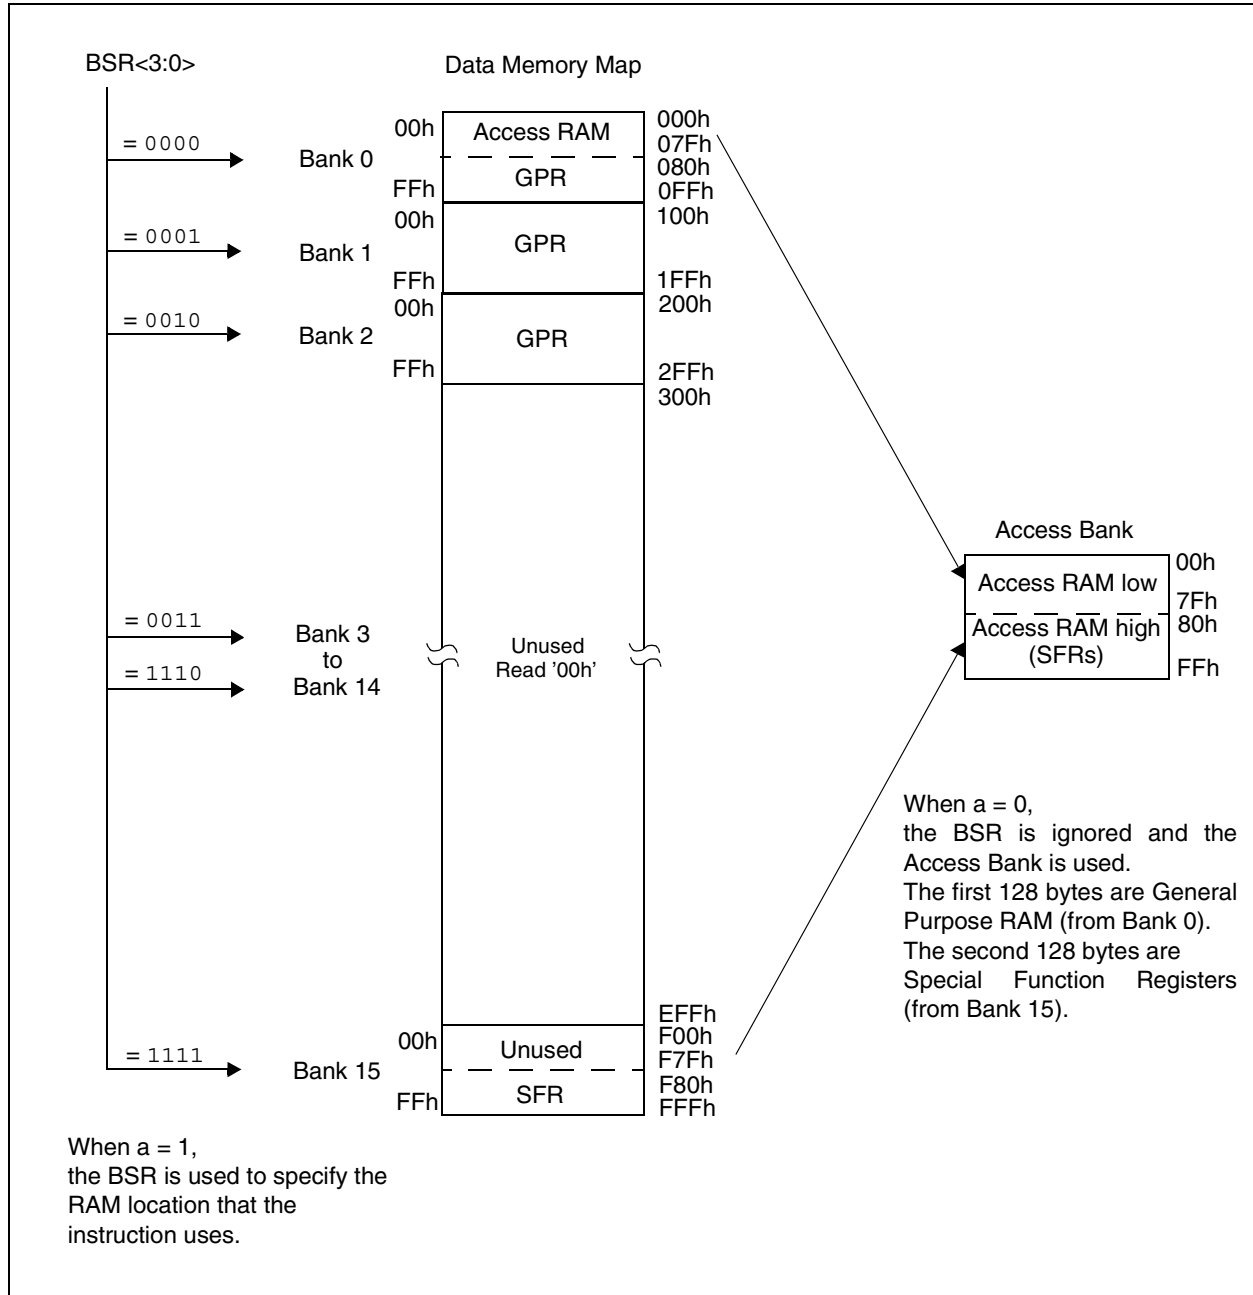 BSR<3:0>
Data Memory Map
= 0000
Bank 0
00h
FFh
Access RAM
GPR
000h
07Fh
080h
0FFh
= 0001
Bank 1
00h
FFh
GPR
100h
1FFh
= 0010
Bank 2
00h
FFh
GPR
200h
2FFh
300h
= 0011
= 1110
Bank 3
to
Bank 14
Unused
Read '00h'
Access Bank
Access RAM low
Access RAM high
(SFRs)
00h
7Fh
80h
FFh
When a = 0,
the BSR is ignored and the
Access Bank is used.
The first 128 bytes are General
Purpose RAM (from Bank 0).
The second 128 bytes are
Special Function Registers
(from Bank 15).
= 1111
Bank 15
00h
FFh
Unused
SFR
EFFh
F00h
F7Fh
F80h
FFFh
When a = 1,
the BSR is used to specify the
RAM location that the
instruction uses.